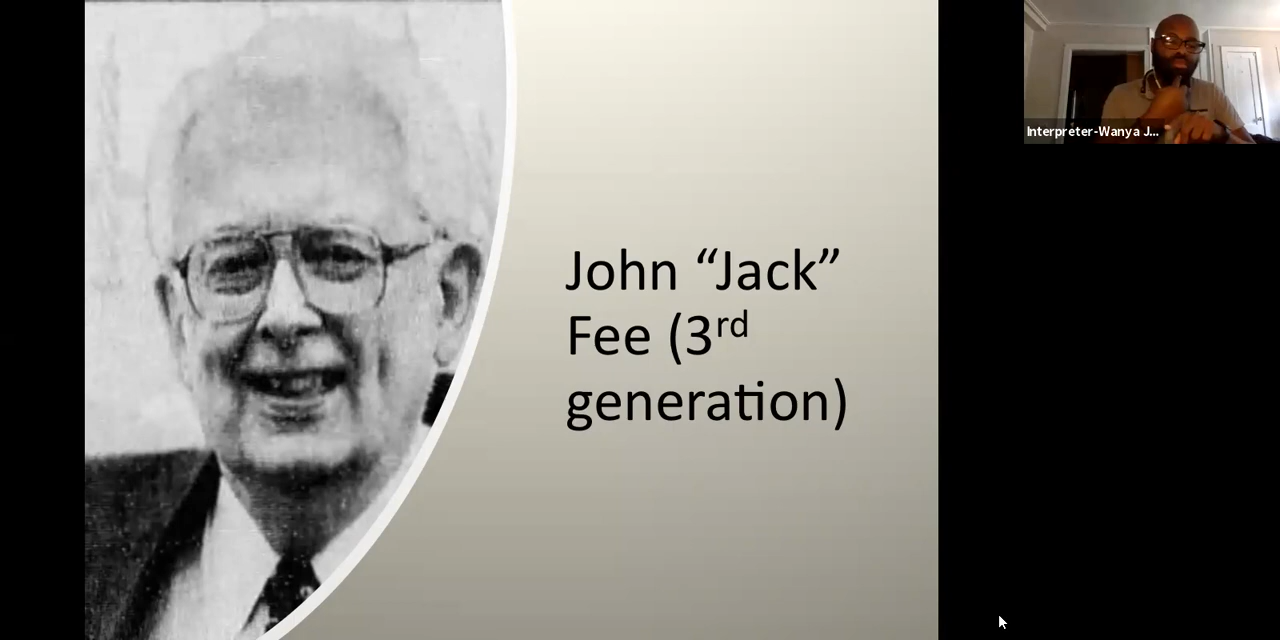 Interpreter-Wanya J...
John “Jack”
Fee (3rd
generation)